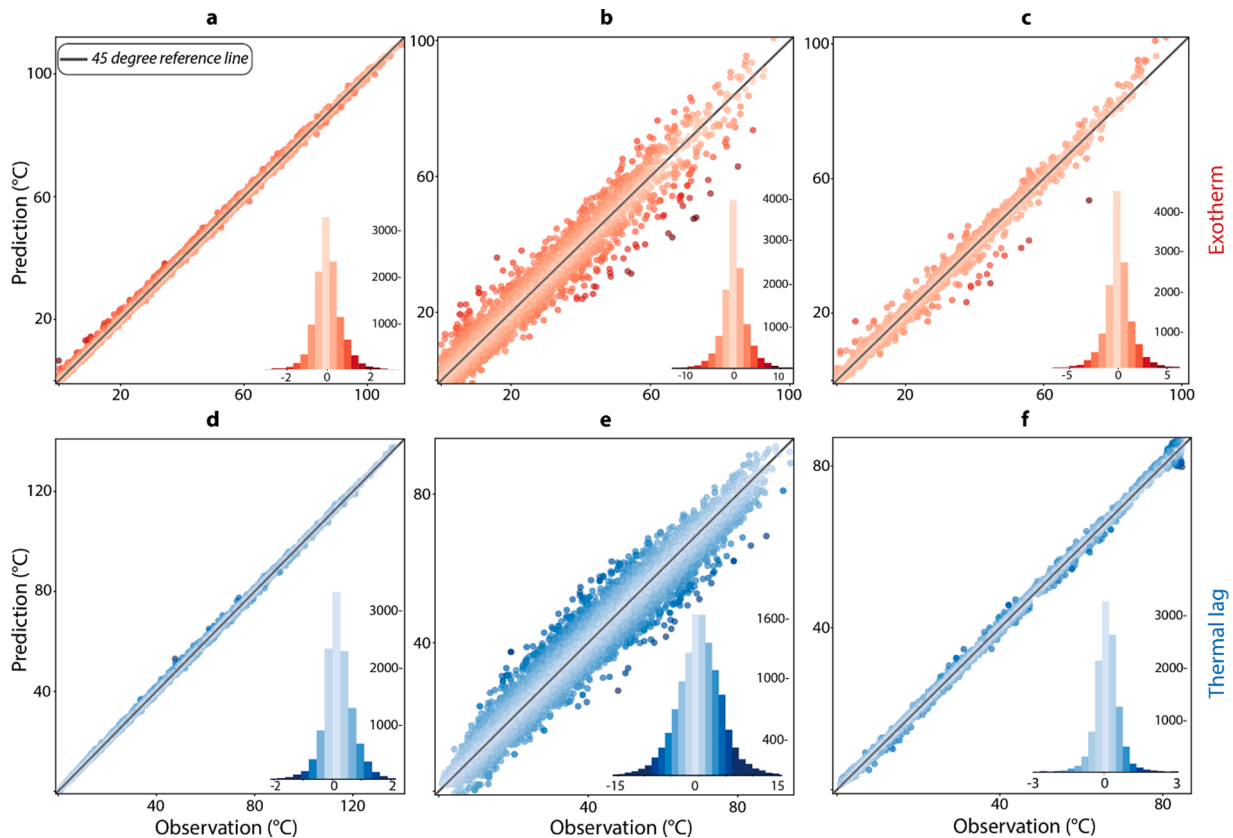 a
b
c
45 degree reference line
100
60
20
Prediction (°C)
3000-
2000-
1000-
-2 0 2
20 60 100
100
60
20
4000-
3000-
2000-
1000-
-10 0 10
20 60 100
100
60
20
4000-
3000-
2000-
1000-
-5 0 5
20 60 100
Exotherm
d
e
f
120
80
40
Prediction (°C)
3000-
2000-
1000-
-2 0 2
40 80 120
Observation (°C)
80
40
1600-
1000-
400-
-15 0 15
40 80
Observation (°C)
80
40
3000-
2000-
1000-
-3 0 3
40 80
Observation (°C)
Thermal lag